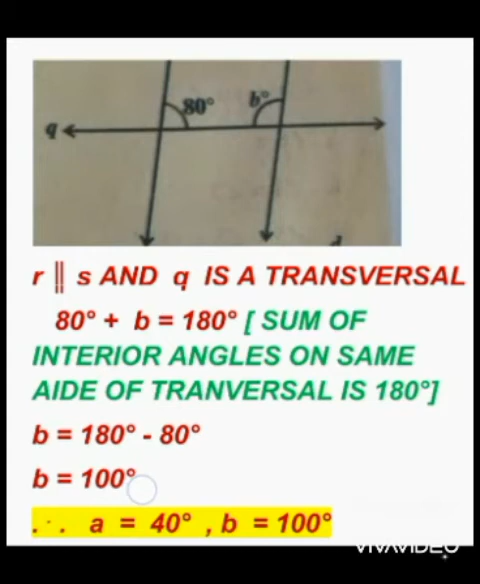 80° b°
q
r || s AND q IS A TRANSVERSAL
80° + b = 180° [ SUM OF
INTERIOR ANGLES ON SAME
AIDE OF TRANVERSAL IS 180°]
b = 180° - 80°
b = 100°
∴ a = 40° , b = 100°
VIVAVIDEO